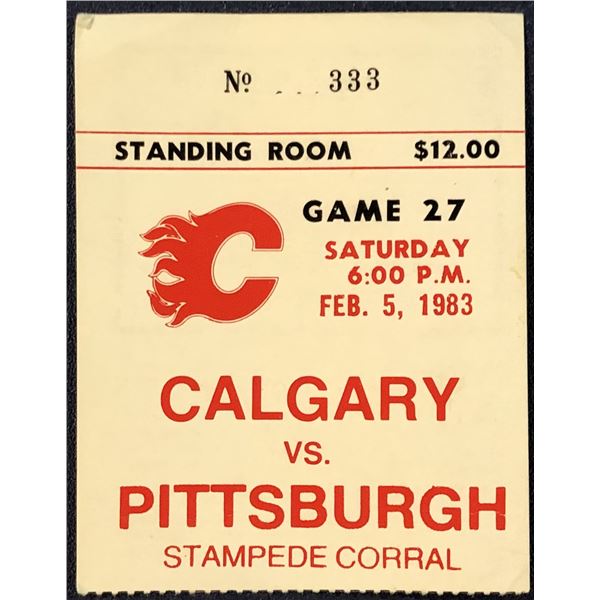 No. 333
STANDING ROOM $12.00
GAME 27
SATURDAY
6:00 P.M.
FEB. 5, 1983
C
CALGARY
VS.
PITTSBURGH
STAMPEDE CORRAL